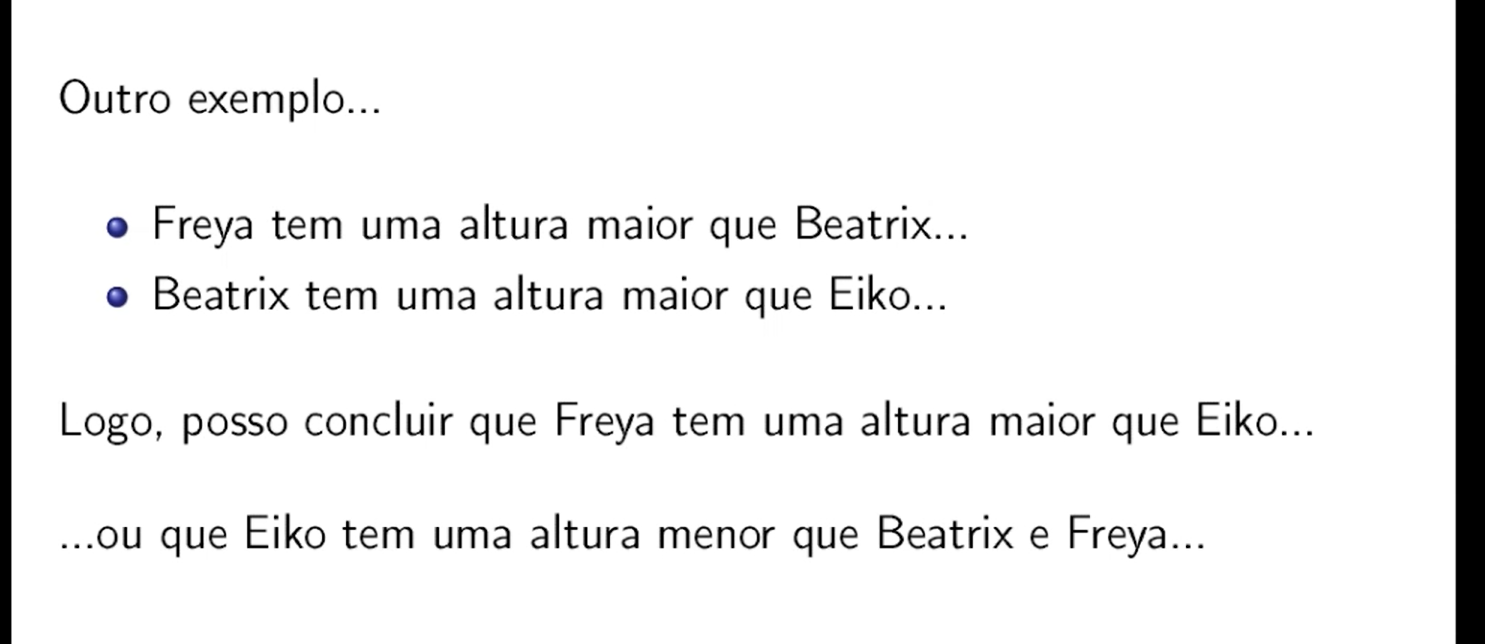 Outro exemplo...
Freya tem uma altura maior que Beatrix...
Beatrix tem uma altura maior que Eiko...
Logo, posso concluir que Freya tem uma altura maior que Eiko...
...ou que Eiko tem uma altura menor que Beatrix e Freya...